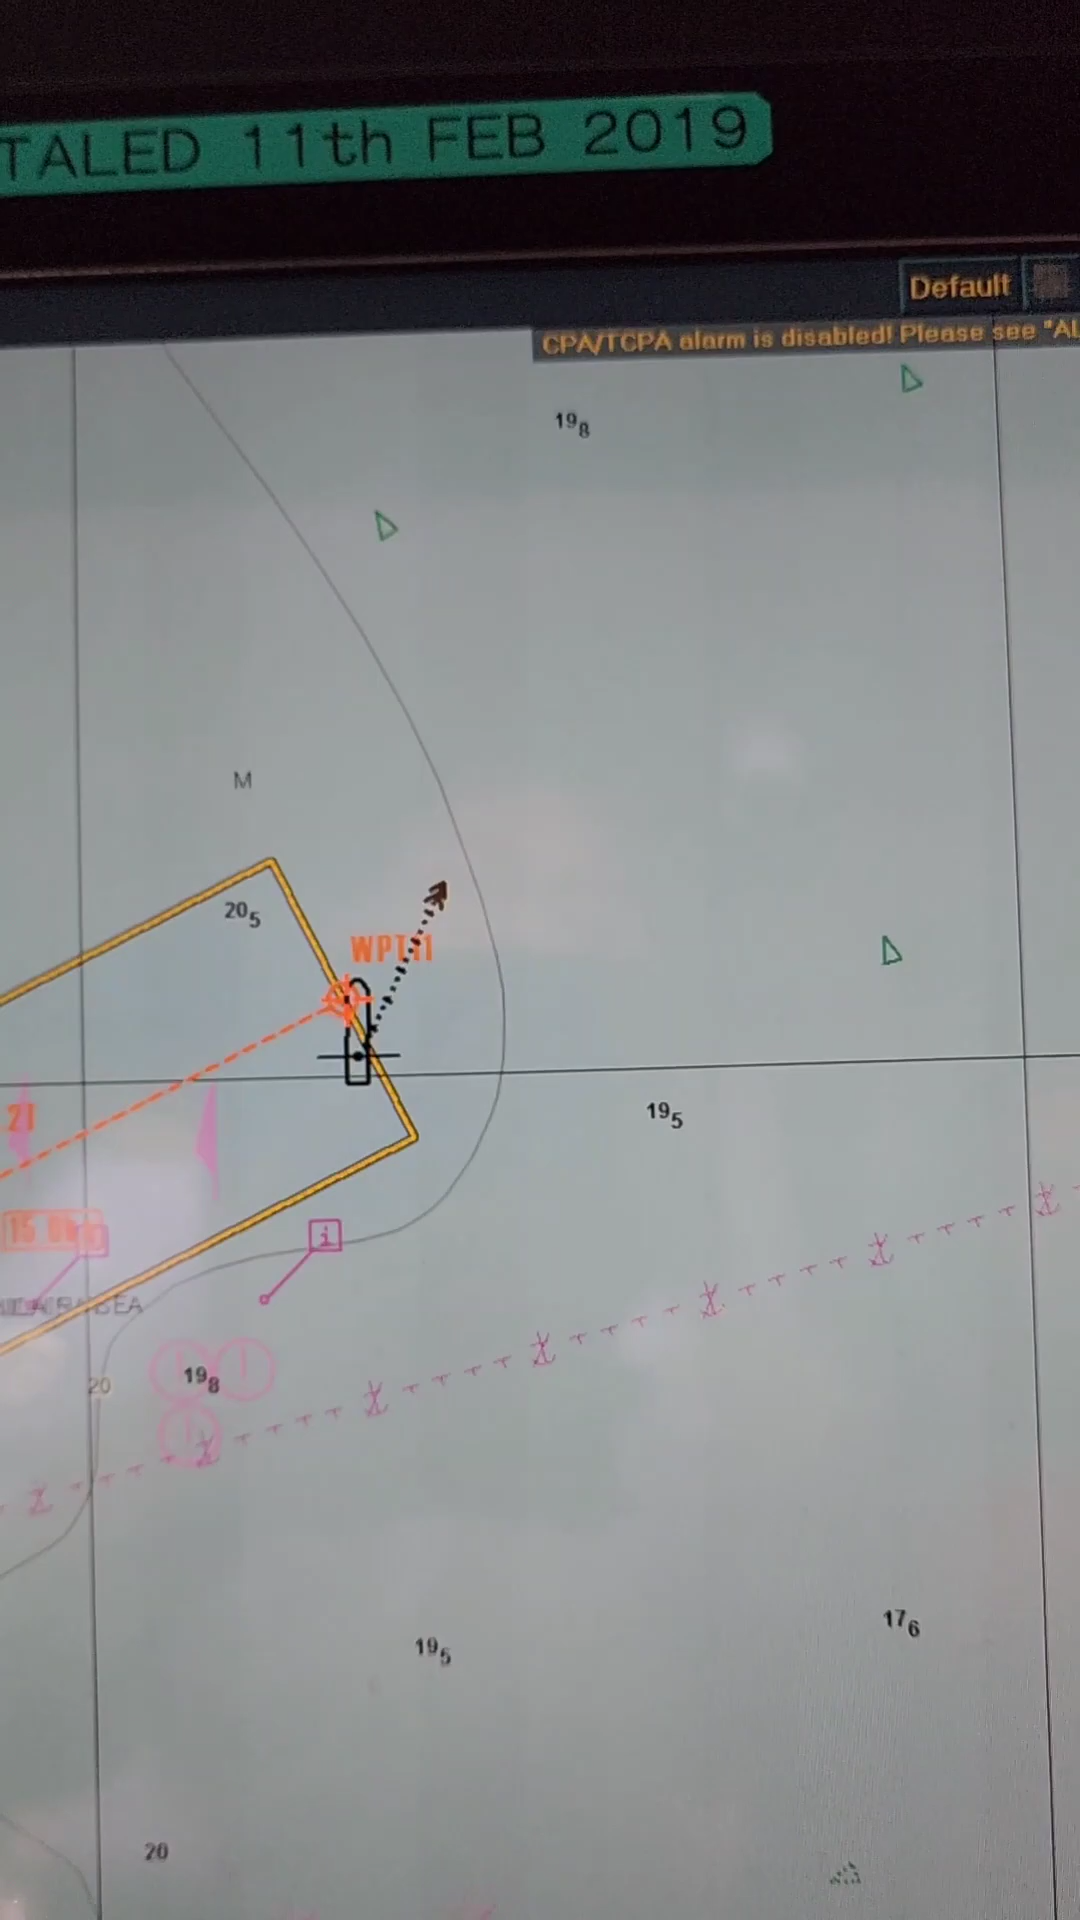 TALED 11th FEB 2019
Default
CPA/TCPA alarm is disabled! Please see "AL
19₈
M
20₅
WPT11
21
19₅
i
20
19₈
19₅
17₆
20